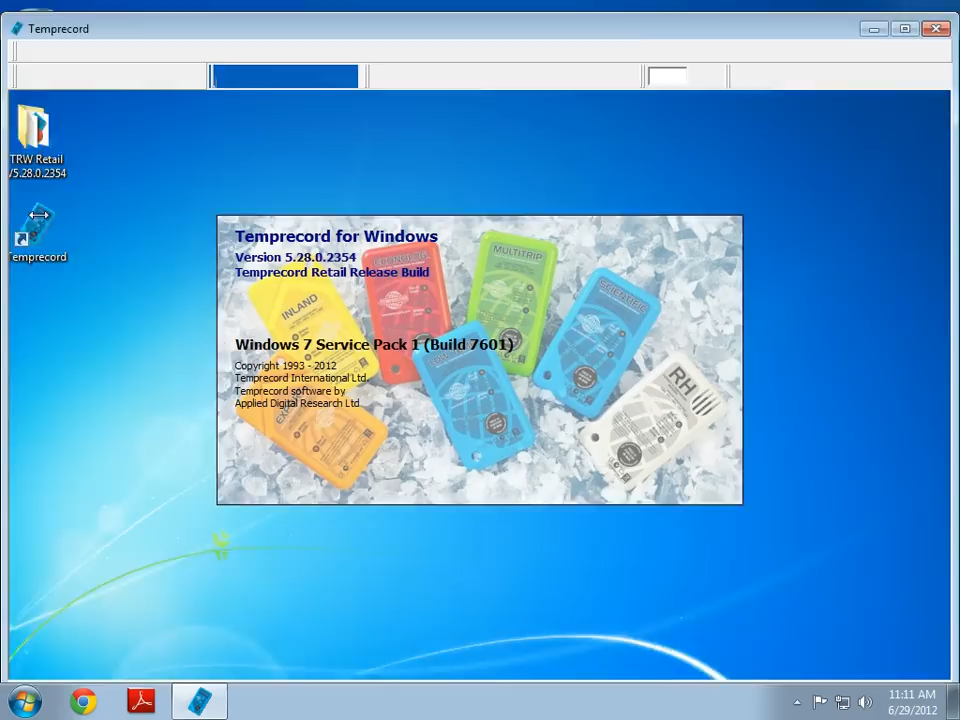 Temprecord
TRW Retail
V5.28.0.2354
Temprecord
Temprecord for Windows
Version 5.28.0.2354
Temprecord Retail Release Build
Windows 7 Service Pack 1 (Build 7601)
Copyright 1993 - 2012
Temprecord International Ltd.
Temprecord software by
Applied Digital Research Ltd
INLAND
MULTITRIP
SCIENTIFIC
RH
11:11 AM
6/29/2012